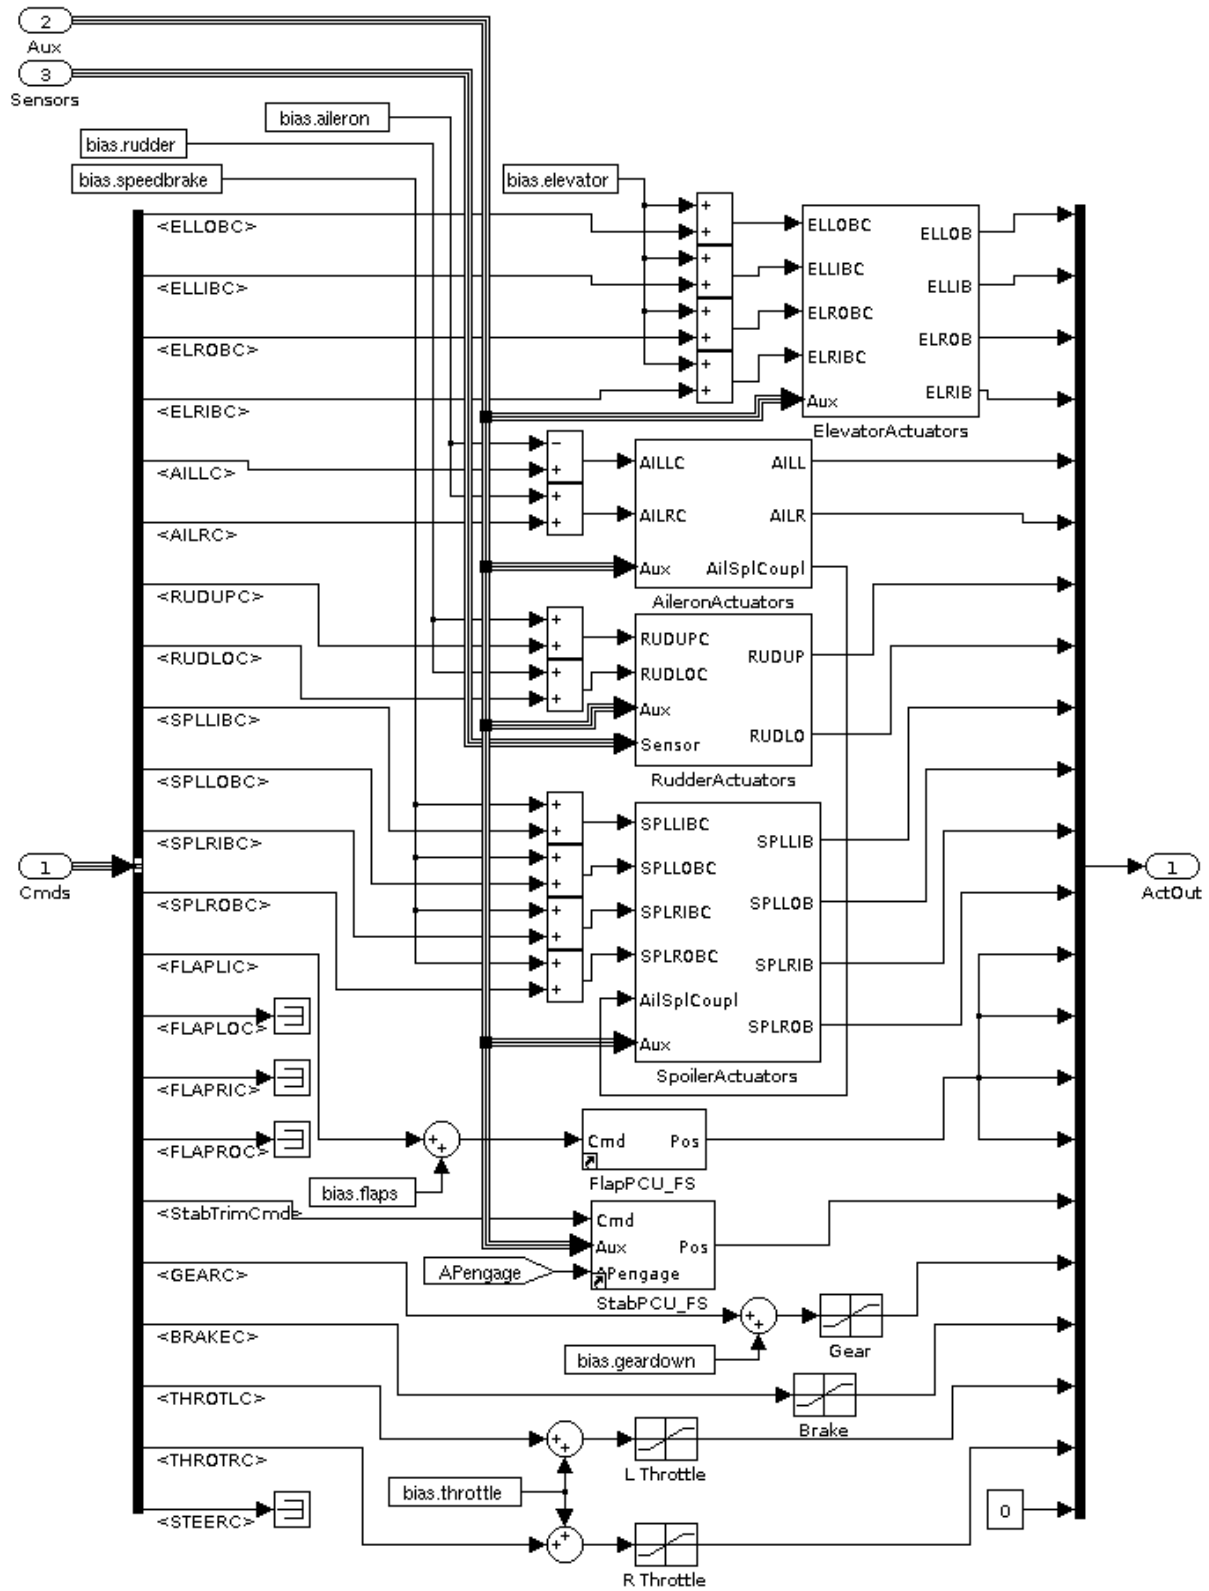 2
Aux
3
Sensors
bias.aileron
bias.rudder
bias.speedbrake
bias.elevator
<ELLOBC>
<ELLIBC>
<ELROBC>
<ELRIBC>
<AILLC>
<AILRC>
<RUDUPC>
<RUDLOC>
<SPLLIBC>
<SPLLOBC>
<SPLRIBC>
<SPLROBC>
<FLAPLIC>
<FLAPLOC>
<FLAPRIC>
<FLAPROC>
<StabTrimCmd>
<GEARC>
<BRAKEC>
<THROTLC>
<THROTRC>
<STEERC>
1
Cmds
+
+
+
+
+
+
+
+
ELLOBC
ELLIBC
ELROBC
ELRIBC
Aux
ELLOB
ELLIB
ELROB
ELRIB
ElevatorActuators
−
+
+
+
AILLC
AILRC
Aux
AILL
AILR
AilSplCoupl
AileronActuators
+
+
+
+
RUDUPC
RUDLOC
Aux
Sensor
RUDUP
RUDLO
RudderActuators
+
+
+
+
+
+
+
+
SPLLIBC
SPLLOBC
SPLRIBC
SPLROBC
AilSplCoupl
Aux
SPLLIB
SPLLOB
SPLRIB
SPLROB
SpoilerActuators
+
+
bias.flaps
Cmd Pos
FlapPCU_FS
Cmd
Aux Pos
APengage
APengage
StabPCU_FS
+
+
bias.geardown
Gear
Brake
+
+
L Throttle
bias.throttle
+
+
R Throttle
0
1
ActOut